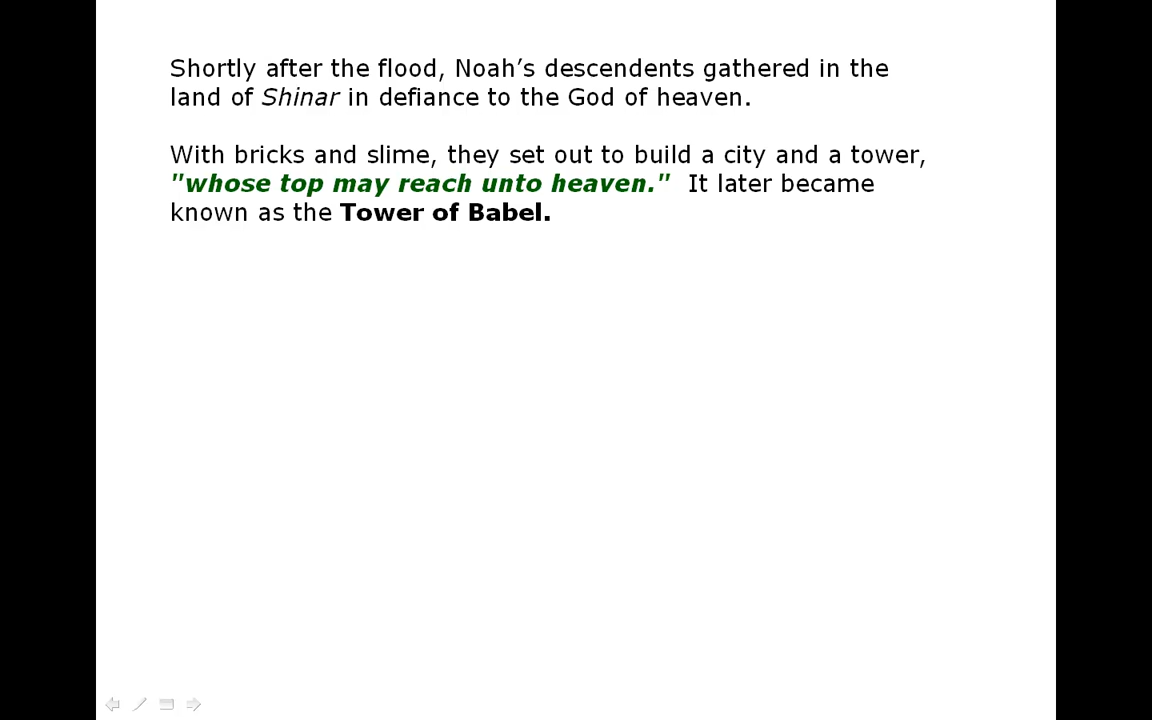 Shortly after the flood, Noah’s descendents gathered in the
land of Shinar in defiance to the God of heaven.
With bricks and slime, they set out to build a city and a tower,
"whose top may reach unto heaven." It later became
known as the Tower of Babel.